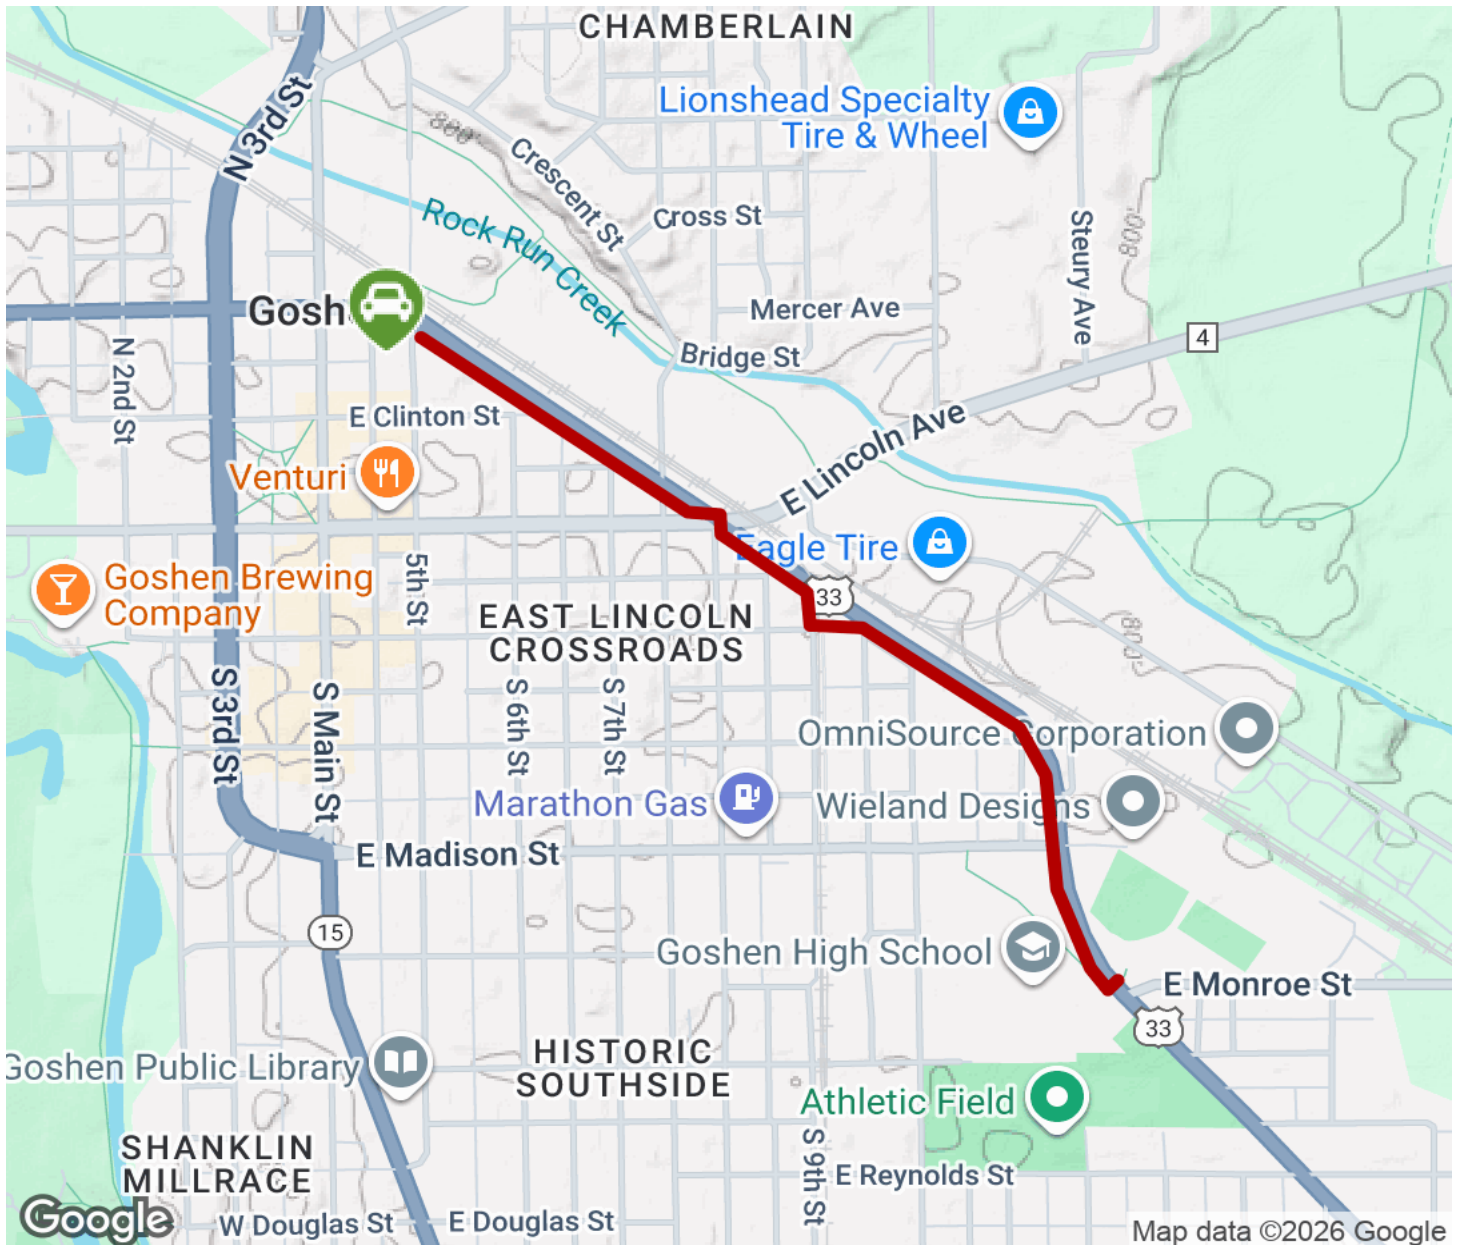 CHAMBERLAIN
Lionshead Specialty
Tire & Wheel
N 3rd St
800'
Crescent St
Cross St
Rock Run Creek
Steury Ave
800'
Gosh
Mercer Ave
4
N 2nd St
Bridge St
E Clinton St
E Lincoln Ave
Venturi
Eagle Tire
Goshen Brewing
Company
5th St
33
EAST LINCOLN
CROSSROADS
800'
S 3rd St
S Main St
S 6th St
S 7th St
OmniSource Corporation
Marathon Gas
Wieland Designs
E Madison St
15
Goshen High School
E Monroe St
33
Goshen Public Library
HISTORIC
SOUTHSIDE
Athletic Field
SHANKLIN
MILLRACE
S 9th St
E Reynolds St
Google
W Douglas St
E Douglas St
Map data ©2026 Google